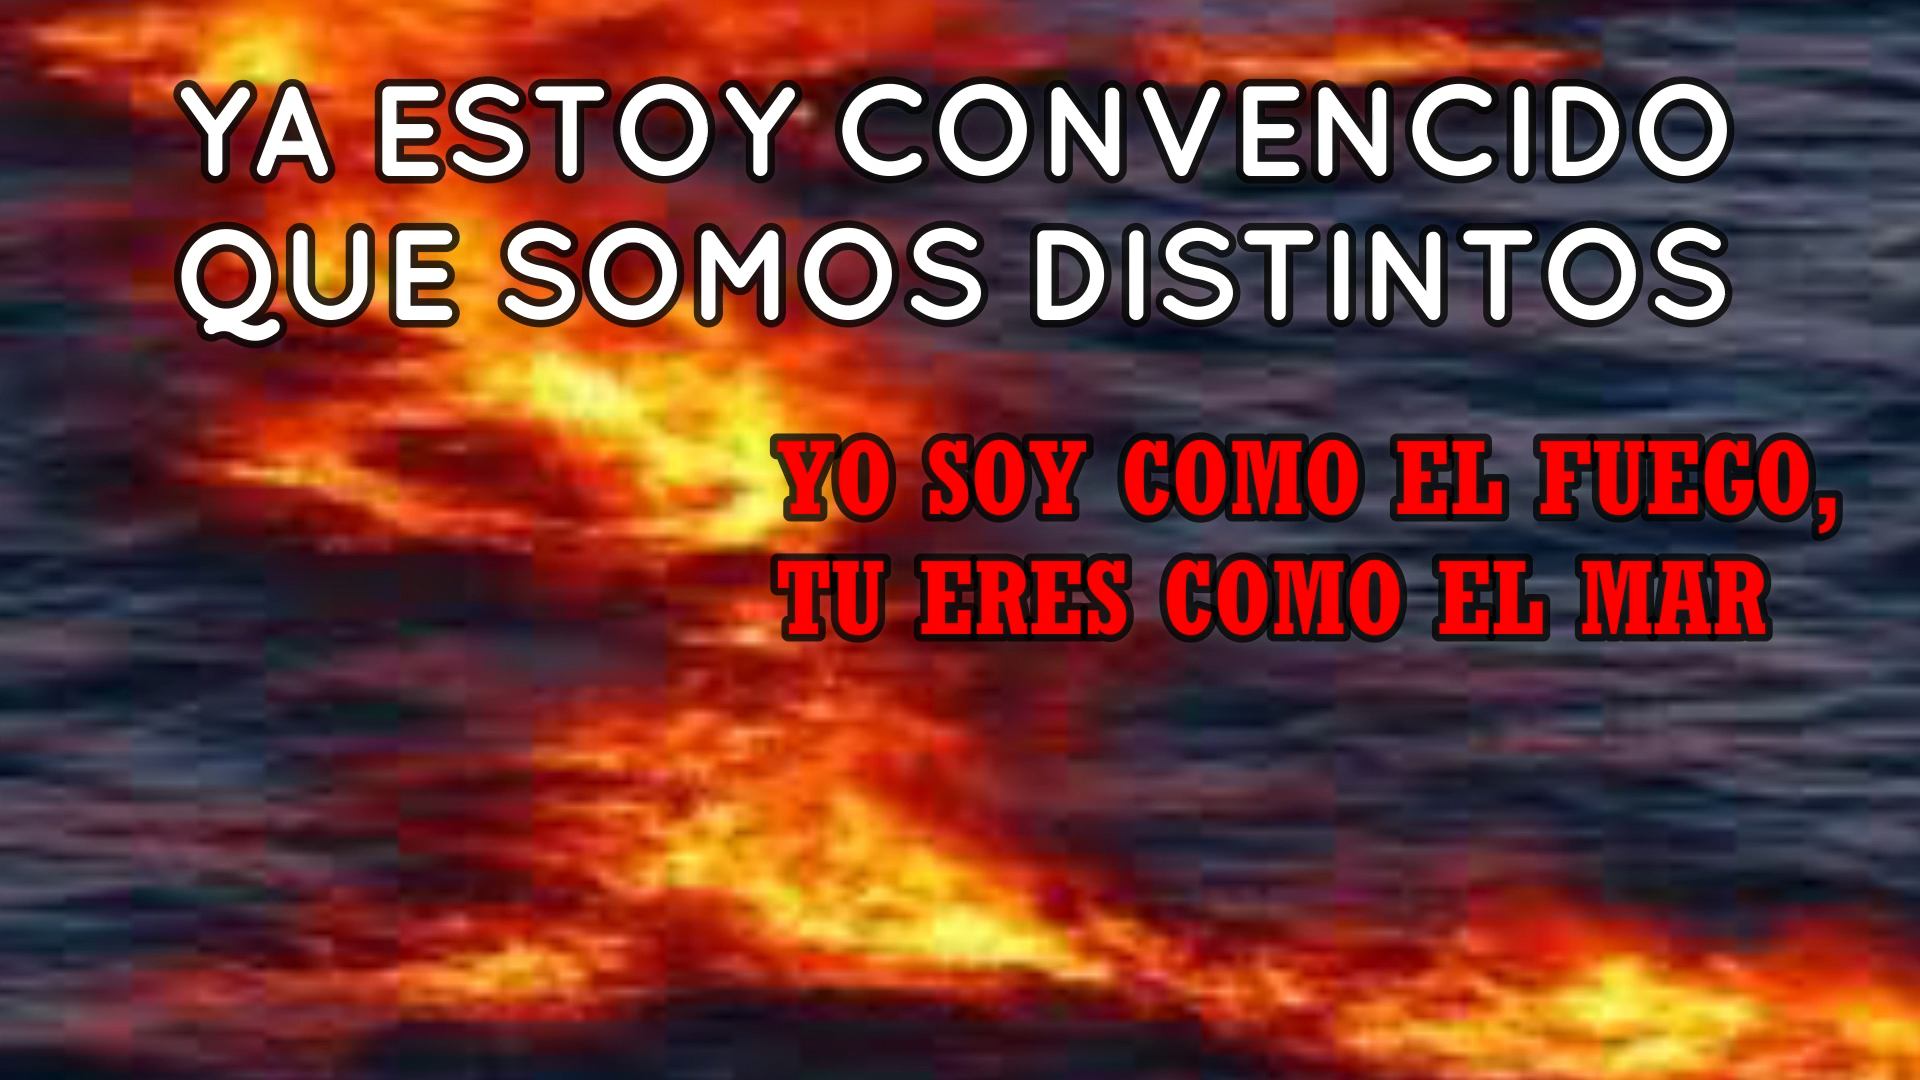 YA ESTOY CONVENCIDO
QUE SOMOS DISTINTOS
YO SOY COMO EL FUEGO,
TU ERES COMO EL MAR